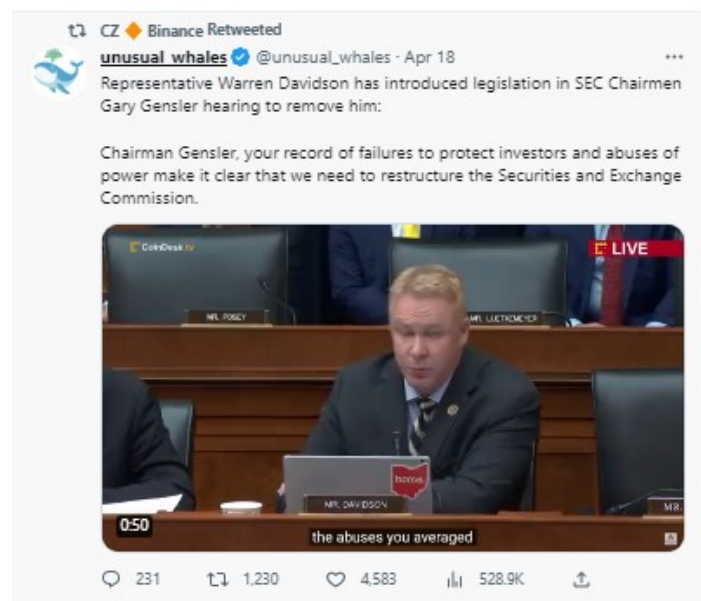 CZ 🔶 Binance Retweeted
unusual_whales @unusual_whales · Apr 18
Representative Warren Davidson has introduced legislation in SEC Chairmen
Gary Gensler hearing to remove him:
Chairman Gensler, your record of failures to protect investors and abuses of
power make it clear that we need to restructure the Securities and Exchange
Commission.
CoinDesk.tv
LIVE
MR. POSEY
MR. LUETKEMEYER
home.
MR. DAVIDSON
MR.
0:50
the abuses you averaged
231 1,230 4,583 528.9K